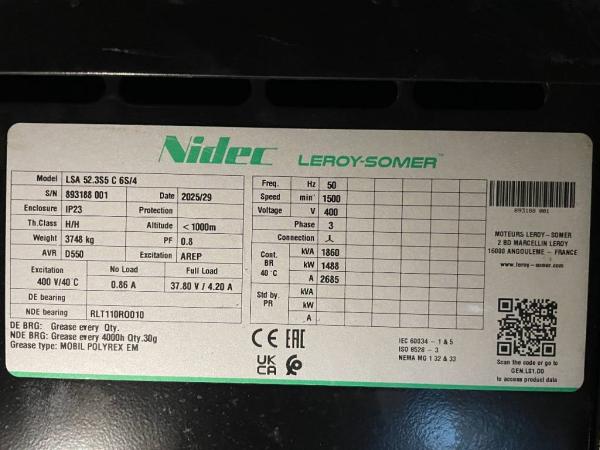 Nidec LEROY-SOMER™
Model LSA 52.3S5 C 6S/4
S/N 893188 001 Date 2025/29
Enclosure IP23 Protection
Th.Class H/H Altitude < 1000m
Weight 3748 kg PF 0.8
AVR D550 Excitation AREP
Excitation No Load Full Load
400 V/40°C 0.86 A 37.80 V / 4.20 A
DE bearing
NDE bearing RLT110RO010
DE BRG: Grease every Qty.
NDE BRG: Grease every 4000h Qty.30g
Grease type: MOBIL POLYREX EM
Freq. Hz 50
Speed min⁻¹ 1500
Voltage V 400
Phase 3
Connection
Cont. BR 40°C kVA 1860
kW 1488
A 2685
Std by. PR kVA
kW
A
CE EAC
UK CA
IEC 60034 - 1 & 5
ISO 8528 - 3
NEMA MG 1 32 & 33
893188 001
MOTEURS LEROY-SOMER
2 BD MARCELLIN LEROY
16000 ANGOULEME - FRANCE
www.leroy-somer.com
Scan the code or go to
GEN.LS1.DO
to access product data